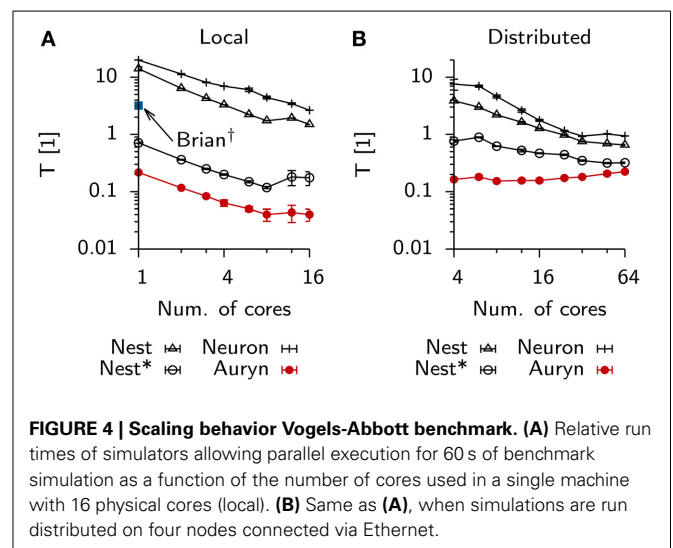 A
Local
B
Distributed
T [1]
10
1
0.1
0.01
Brian†
1
4
16
Num. of cores
T [1]
10
1
0.1
0.01
4
16
64
Num. of cores
Nest Neuron
Nest* Auryn
Nest Neuron
Nest* Auryn
FIGURE 4 | Scaling behavior Vogels-Abbott benchmark. (A) Relative run
times of simulators allowing parallel execution for 60 s of benchmark
simulation as a function of the number of cores used in a single machine
with 16 physical cores (local). (B) Same as (A), when simulations are run
distributed on four nodes connected via Ethernet.